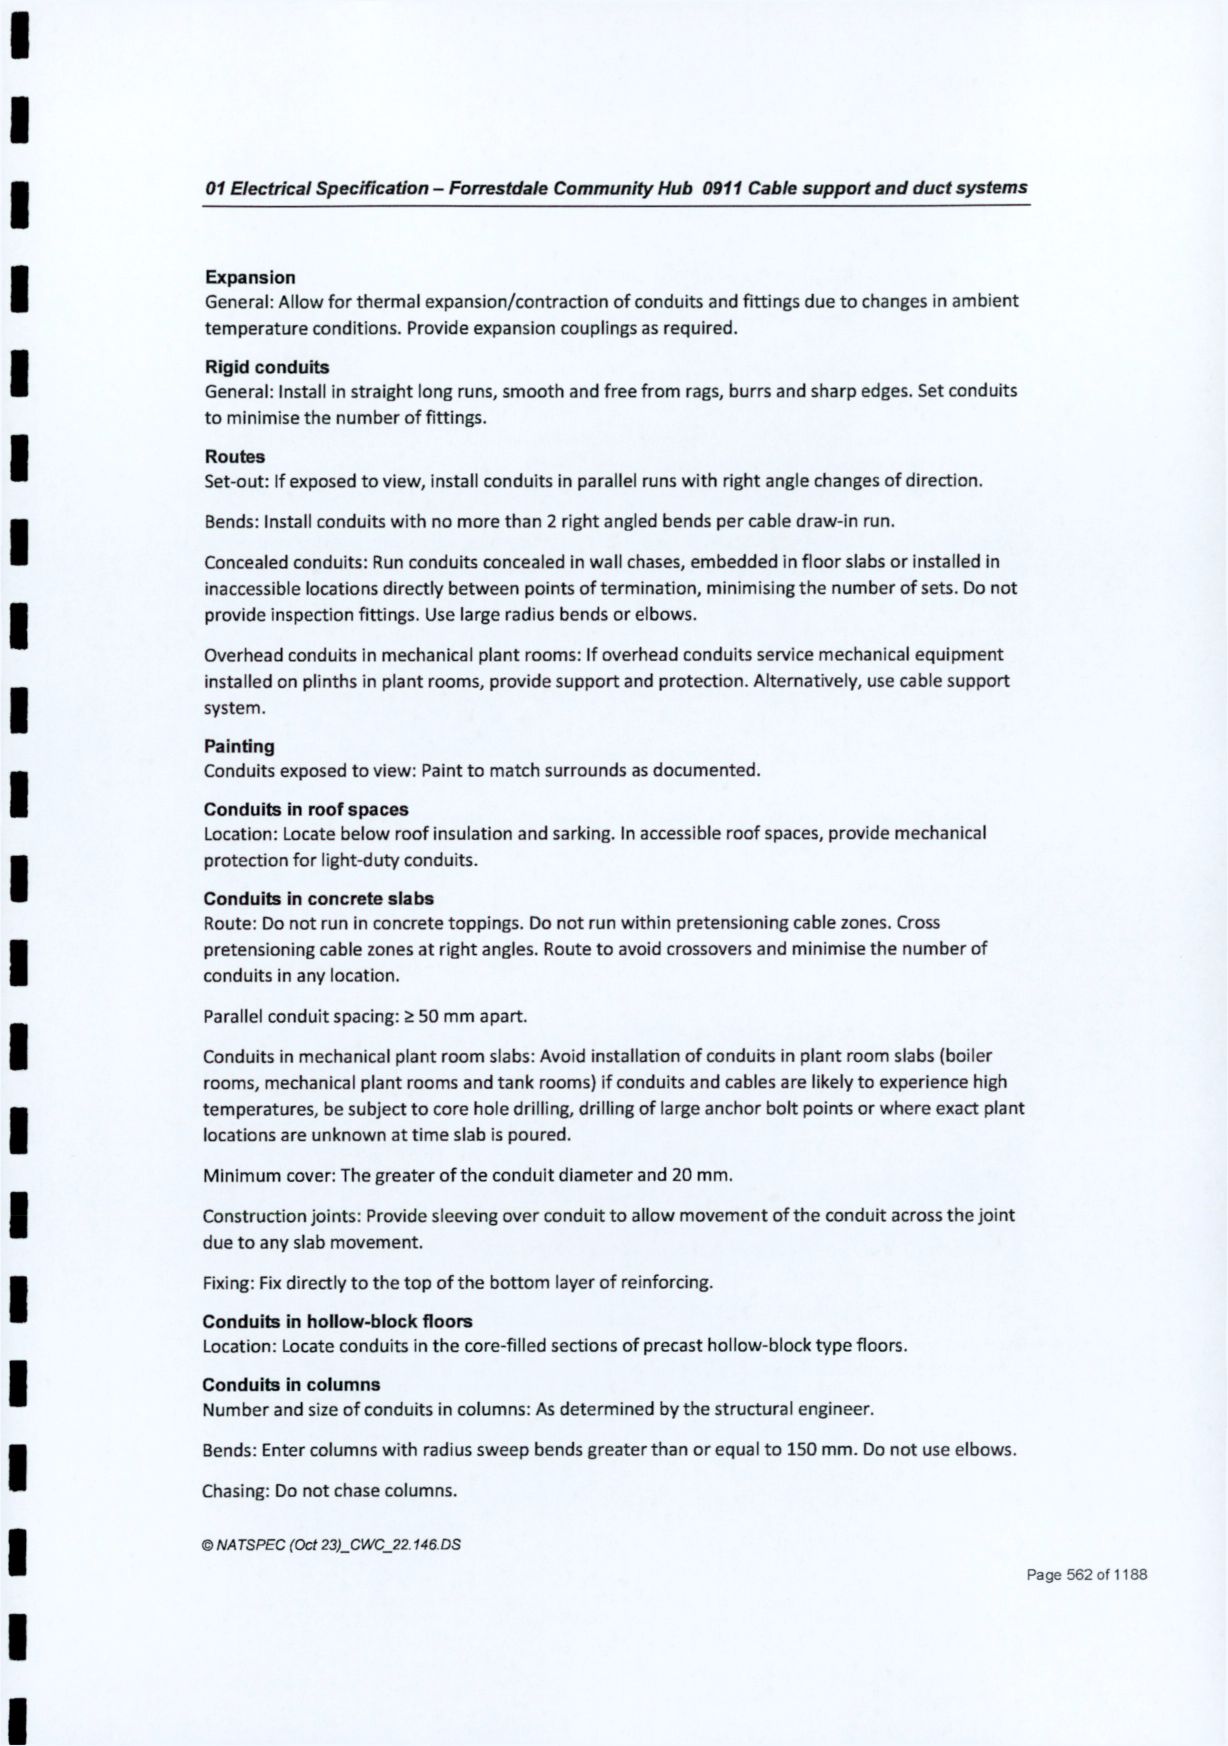 01 Electrical Specification – Forrestdale Community Hub 0911 Cable support and duct systems
Expansion
General: Allow for thermal expansion/contraction of conduits and fittings due to changes in ambient
temperature conditions. Provide expansion couplings as required.
Rigid conduits
General: Install in straight long runs, smooth and free from rags, burrs and sharp edges. Set conduits
to minimise the number of fittings.
Routes
Set-out: If exposed to view, install conduits in parallel runs with right angle changes of direction.
Bends: Install conduits with no more than 2 right angled bends per cable draw-in run.
Concealed conduits: Run conduits concealed in wall chases, embedded in floor slabs or installed in
inaccessible locations directly between points of termination, minimising the number of sets. Do not
provide inspection fittings. Use large radius bends or elbows.
Overhead conduits in mechanical plant rooms: If overhead conduits service mechanical equipment
installed on plinths in plant rooms, provide support and protection. Alternatively, use cable support
system.
Painting
Conduits exposed to view: Paint to match surrounds as documented.
Conduits in roof spaces
Location: Locate below roof insulation and sarking. In accessible roof spaces, provide mechanical
protection for light-duty conduits.
Conduits in concrete slabs
Route: Do not run in concrete toppings. Do not run within pretensioning cable zones. Cross
pretensioning cable zones at right angles. Route to avoid crossovers and minimise the number of
conduits in any location.
Parallel conduit spacing: ≥ 50 mm apart.
Conduits in mechanical plant room slabs: Avoid installation of conduits in plant room slabs (boiler
rooms, mechanical plant rooms and tank rooms) if conduits and cables are likely to experience high
temperatures, be subject to core hole drilling, drilling of large anchor bolt points or where exact plant
locations are unknown at time slab is poured.
Minimum cover: The greater of the conduit diameter and 20 mm.
Construction joints: Provide sleeving over conduit to allow movement of the conduit across the joint
due to any slab movement.
Fixing: Fix directly to the top of the bottom layer of reinforcing.
Conduits in hollow-block floors
Location: Locate conduits in the core-filled sections of precast hollow-block type floors.
Conduits in columns
Number and size of conduits in columns: As determined by the structural engineer.
Bends: Enter columns with radius sweep bends greater than or equal to 150 mm. Do not use elbows.
Chasing: Do not chase columns.
© NATSPEC (Oct 23)_CWC_22.146.DS
Page 562 of 1188